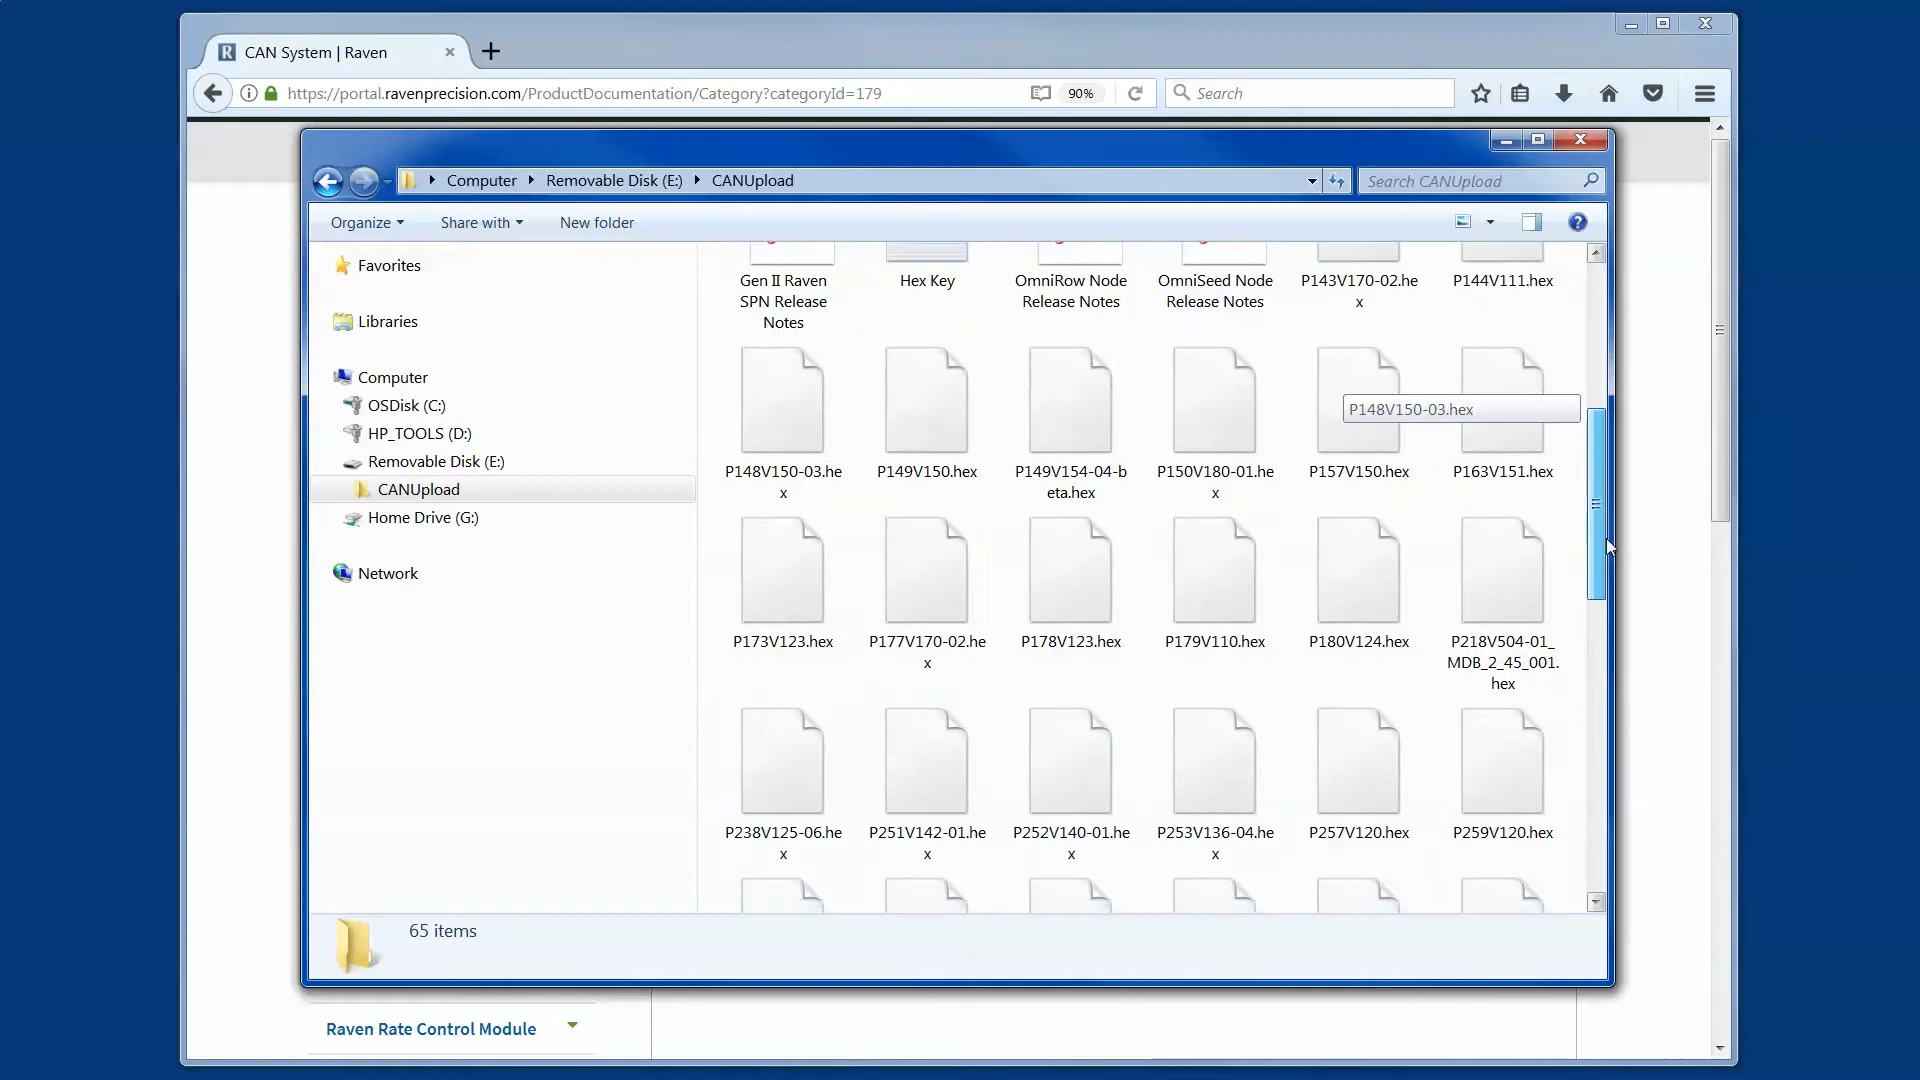 CAN System | Raven
https://portal.ravenprecision.com/ProductDocumentation/Category?categoryId=179
90%
Search
Computer
Removable Disk (E:)
CANUpload
Search CANUpload
Organize
Share with
New folder
Favorites
Libraries
Computer
OSDisk (C:)
HP_TOOLS (D:)
Removable Disk (E:)
CANUpload
Home Drive (G:)
Network
Gen II Raven
SPN Release
Notes
Hex Key
OmniRow Node
Release Notes
OmniSeed Node
Release Notes
P143V170-02.he
x
P144V111.hex
P148V150-03.hex
P148V150-03.he
x
P149V150.hex
P149V154-04-b
eta.hex
P150V180-01.he
x
P157V150.hex
P163V151.hex
P173V123.hex
P177V170-02.he
x
P178V123.hex
P179V110.hex
P180V124.hex
P218V504-01_
MDB_2_45_001.
hex
P238V125-06.he
x
P251V142-01.he
x
P252V140-01.he
x
P253V136-04.he
x
P257V120.hex
P259V120.hex
65 items
Raven Rate Control Module